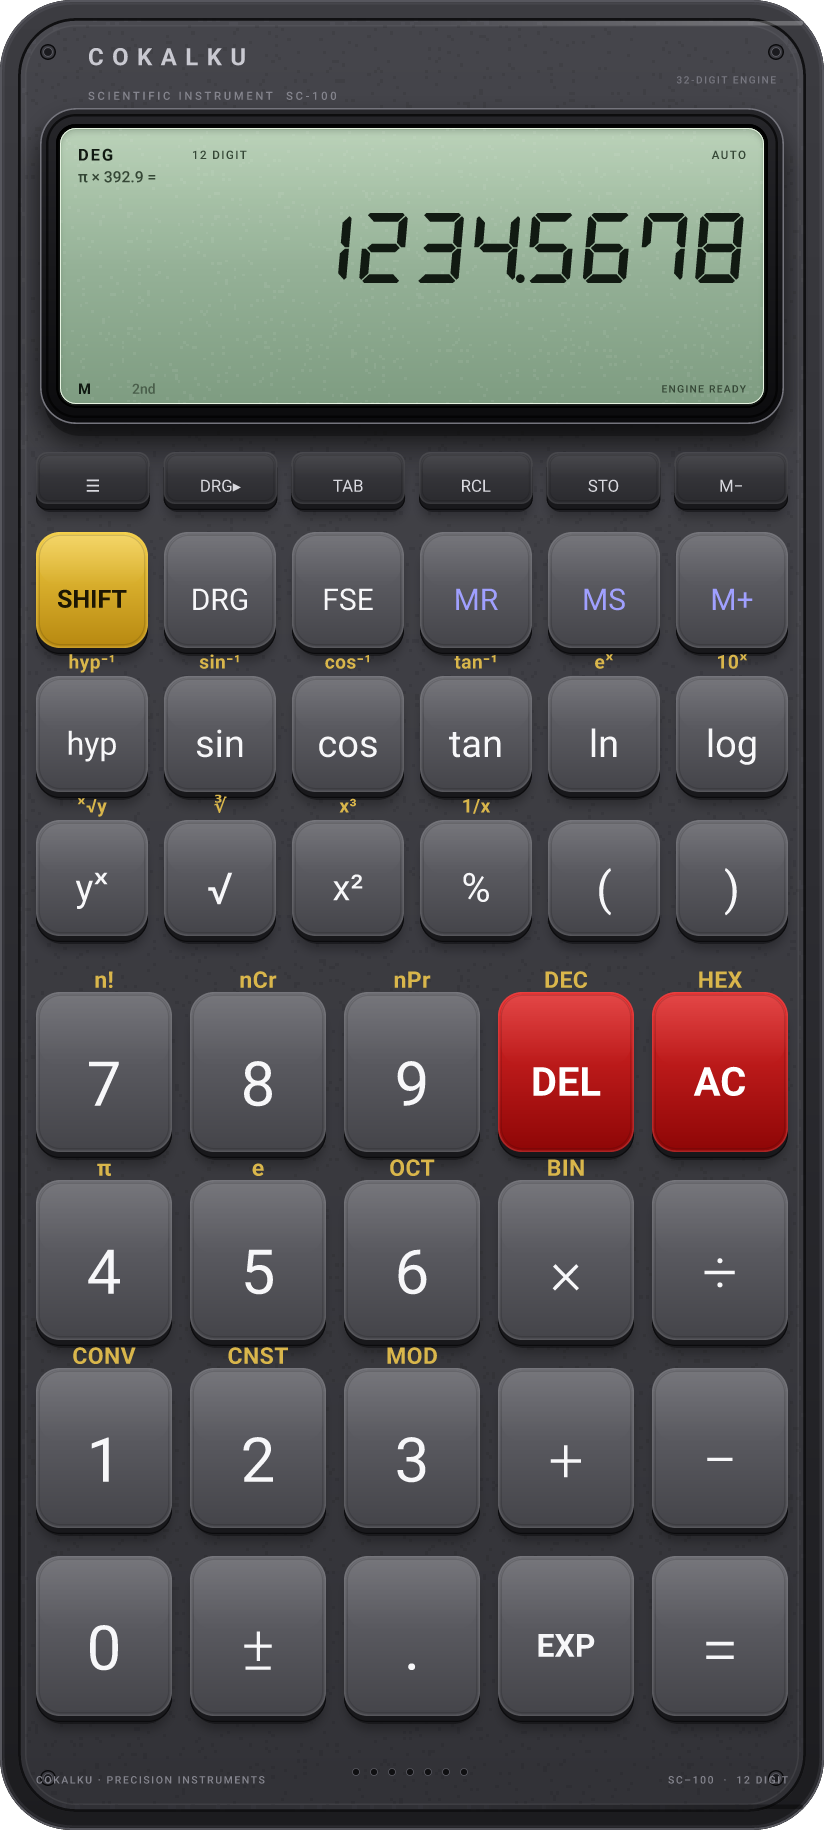 COKALKU
32-DIGIT ENGINE
SCIENTIFIC INSTRUMENT SC-100
DEG 12 DIGIT AUTO
π × 392.9 =
1234.5678
M 2nd ENGINE READY
☰ DRG▸ TAB RCL STO M−
SHIFT DRG FSE MR MS M+
hyp⁻¹ sin⁻¹ cos⁻¹ tan⁻¹ eˣ 10ˣ
hyp sin cos tan ln log
ˣ√y ∛ x³ 1/x
yˣ √ x² % ( )
n! nCr nPr DEC HEX
7 8 9 DEL AC
π e OCT BIN
4 5 6 × ÷
CONV CNST MOD
1 2 3 + −
0 ± . EXP =
COKALKU · PRECISION INSTRUMENTS SC−100 · 12 DIGIT